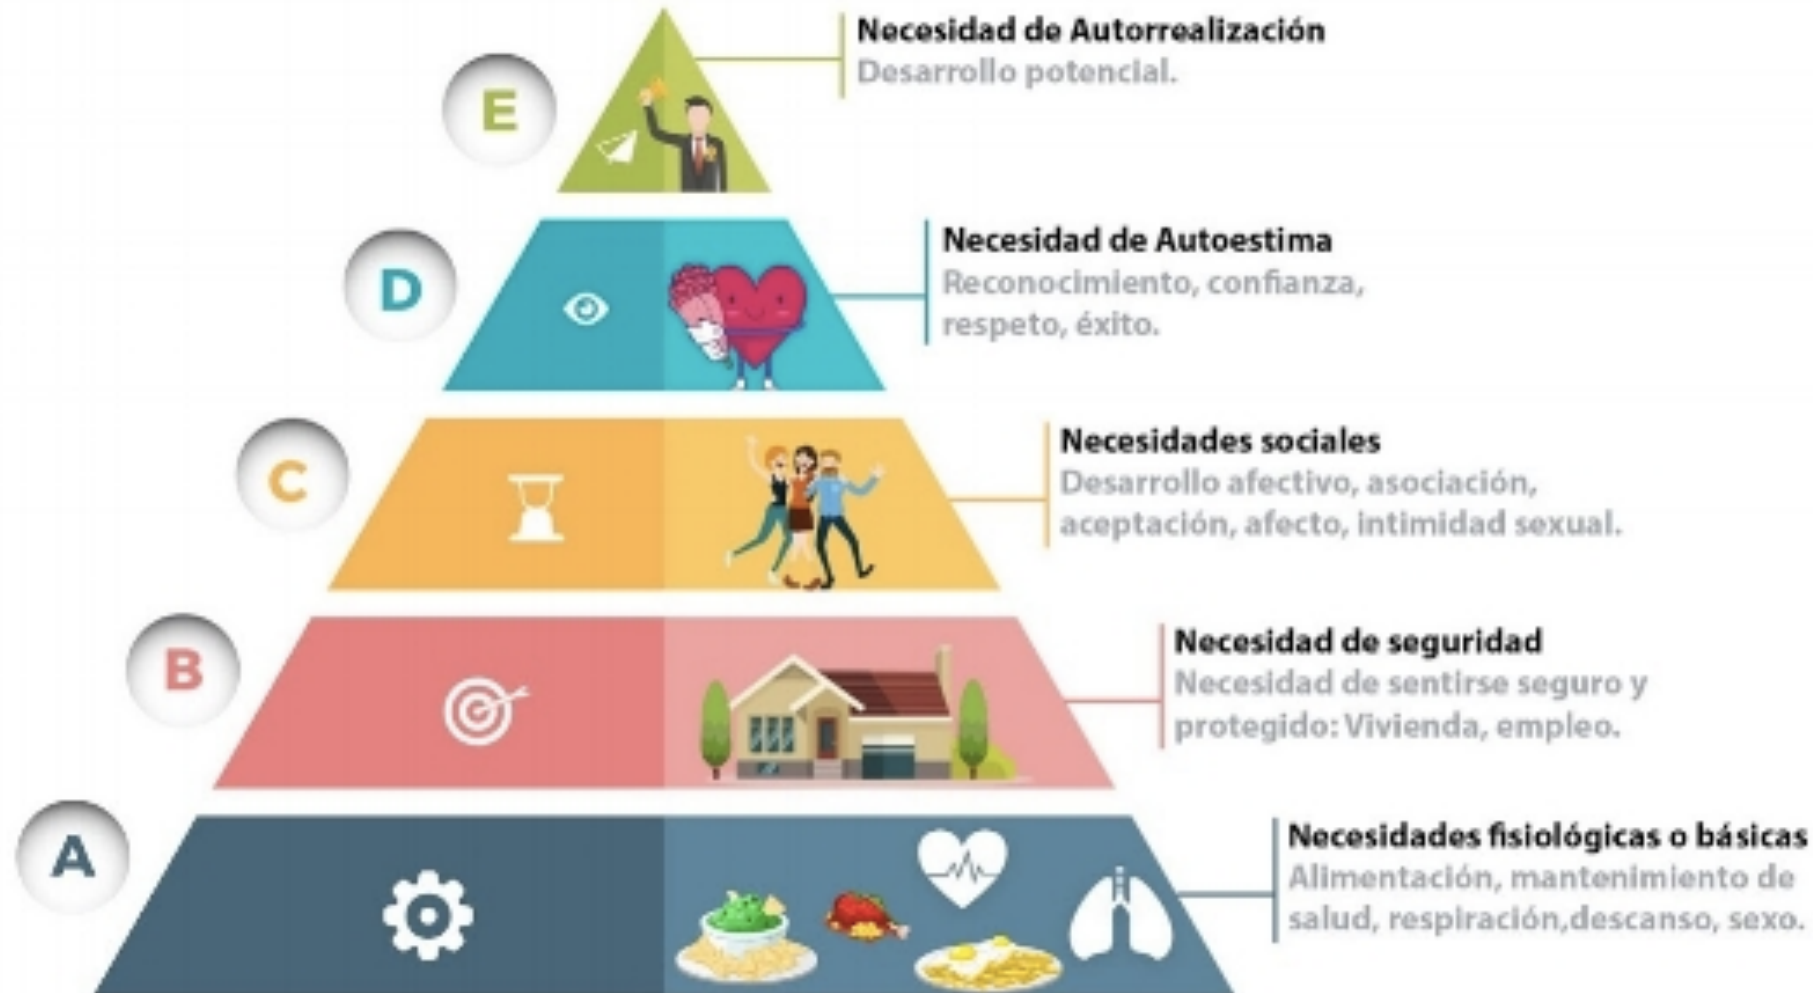 E
Necesidad de Autorrealización
Desarrollo potencial.
D
Necesidad de Autoestima
Reconocimiento, confianza,
respeto, éxito.
C
Necesidades sociales
Desarrollo afectivo, asociación,
aceptación, afecto, intimidad sexual.
B
Necesidad de seguridad
Necesidad de sentirse seguro y
protegido: Vivienda, empleo.
A
Necesidades fisiológicas o básicas
Alimentación, mantenimiento de
salud, respiración,descanso, sexo.